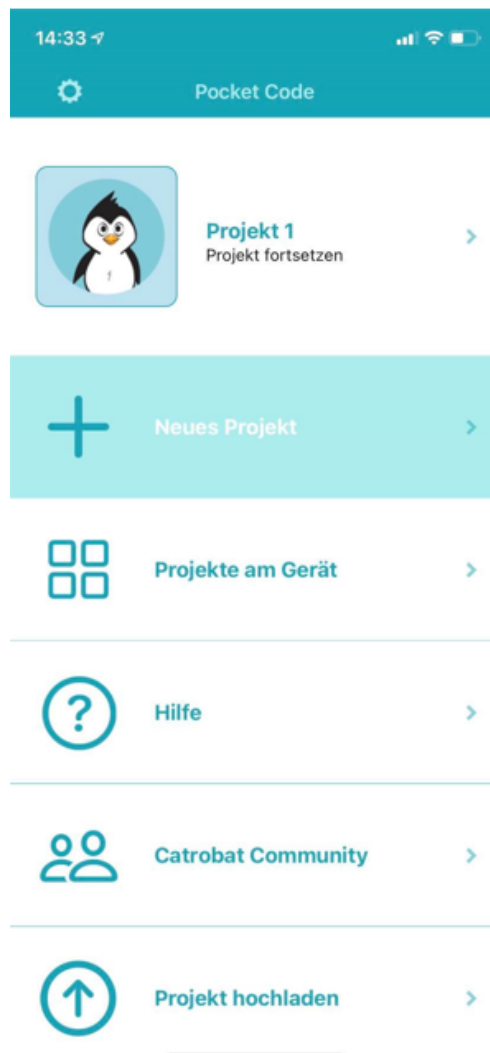 14:33
Pocket Code
Projekt 1
Projekt fortsetzen
Neues Projekt
Projekte am Gerät
?
Hilfe
Catrobat Community
Projekt hochladen